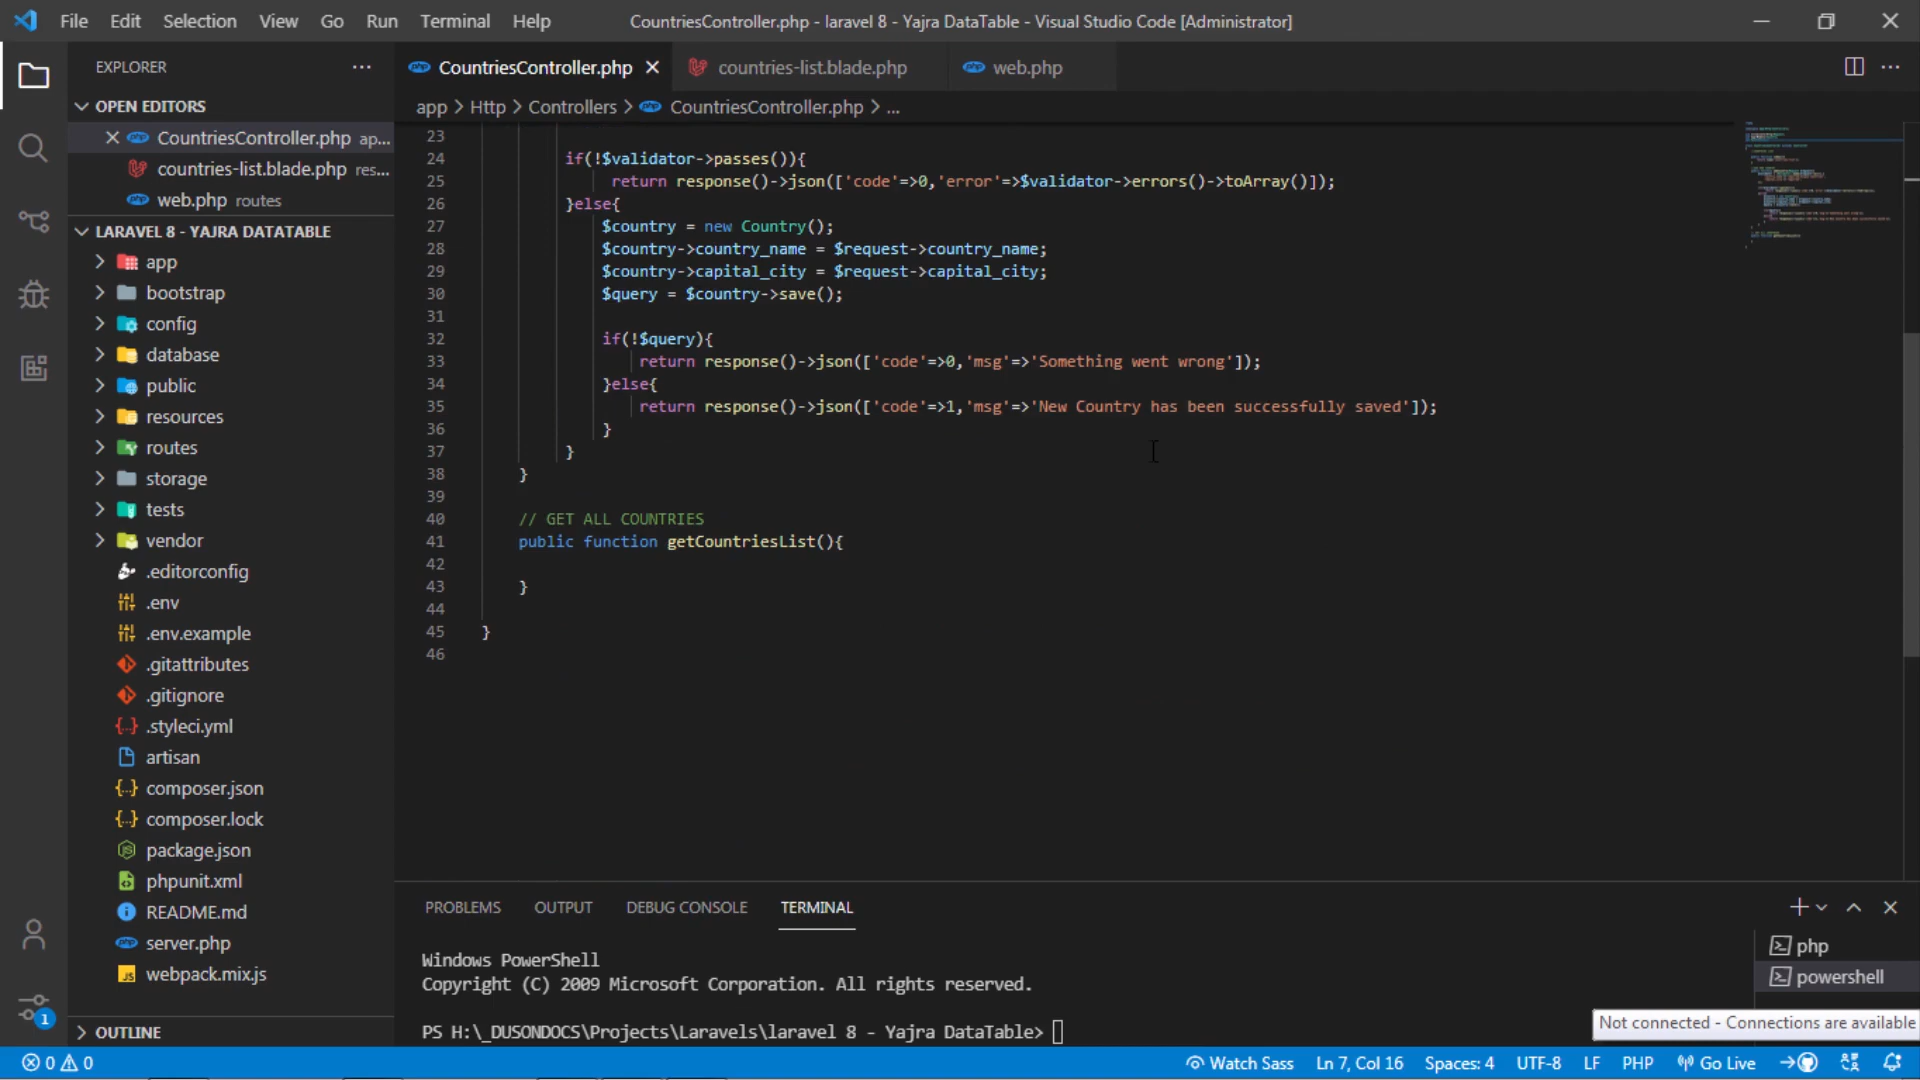 File Edit Selection View Go Run Terminal Help CountriesController.php - laravel 8 - Yajra DataTable - Visual Studio Code [Administrator]
EXPLORER ...
OPEN EDITORS
CountriesController.php ap...
countries-list.blade.php res...
web.php routes
LARAVEL 8 - YAJRA DATATABLE
app
bootstrap
config
database
public
resources
routes
storage
tests
vendor
.editorconfig
.env
.env.example
.gitattributes
.gitignore
.styleci.yml
artisan
composer.json
composer.lock
package.json
phpunit.xml
README.md
server.php
webpack.mix.js
OUTLINE
1
CountriesController.php countries-list.blade.php web.php
app > Http > Controllers > CountriesController.php > ...
23
24 if(!$validator->passes()){
25 return response()->json(['code'=>0,'error'=>$validator->errors()->toArray()]);
26 }else{
27 $country = new Country();
28 $country->country_name = $request->country_name;
29 $country->capital_city = $request->capital_city;
30 $query = $country->save();
31
32 if(!$query){
33 return response()->json(['code'=>0,'msg'=>'Something went wrong']);
34 }else{
35 return response()->json(['code'=>1,'msg'=>'New Country has been successfully saved']);
36 }
37 }
38 }
39
40 // GET ALL COUNTRIES
41 public function getCountriesList(){
42
43 }
44
45 }
46
PROBLEMS OUTPUT DEBUG CONSOLE TERMINAL
Windows PowerShell
Copyright (C) 2009 Microsoft Corporation. All rights reserved.
PS H:\_DUSONDOCS\Projects\Laravels\laravel 8 - Yajra DataTable>
php
powershell
Not connected - Connections are available
0 0 Watch Sass Ln 7, Col 16 Spaces: 4 UTF-8 LF PHP Go Live